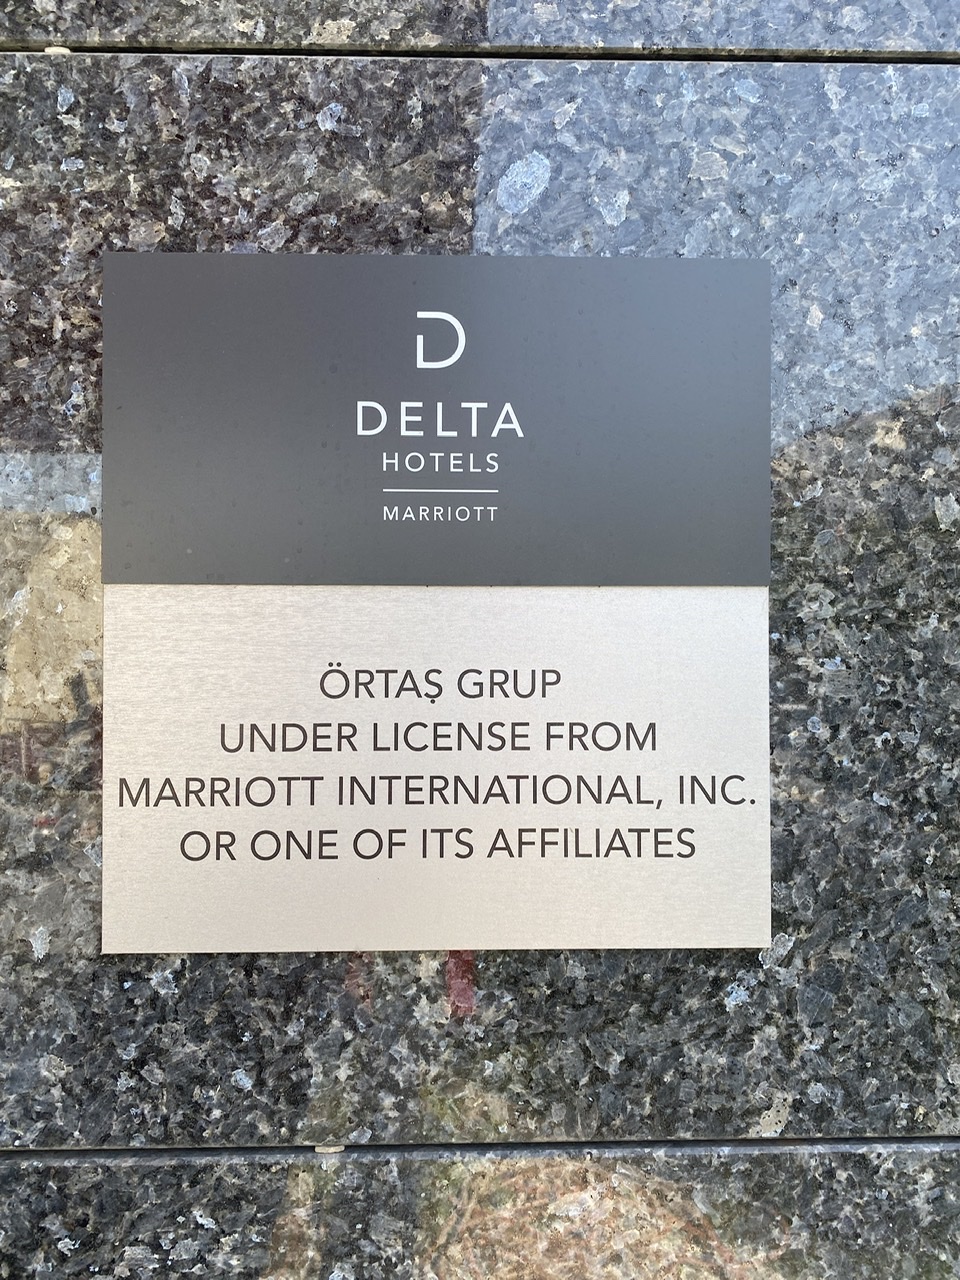 D
DELTA
HOTELS
MARRIOTT
ÖRTAŞ GRUP
UNDER LICENSE FROM
MARRIOTT INTERNATIONAL, INC.
OR ONE OF ITS AFFILIATES